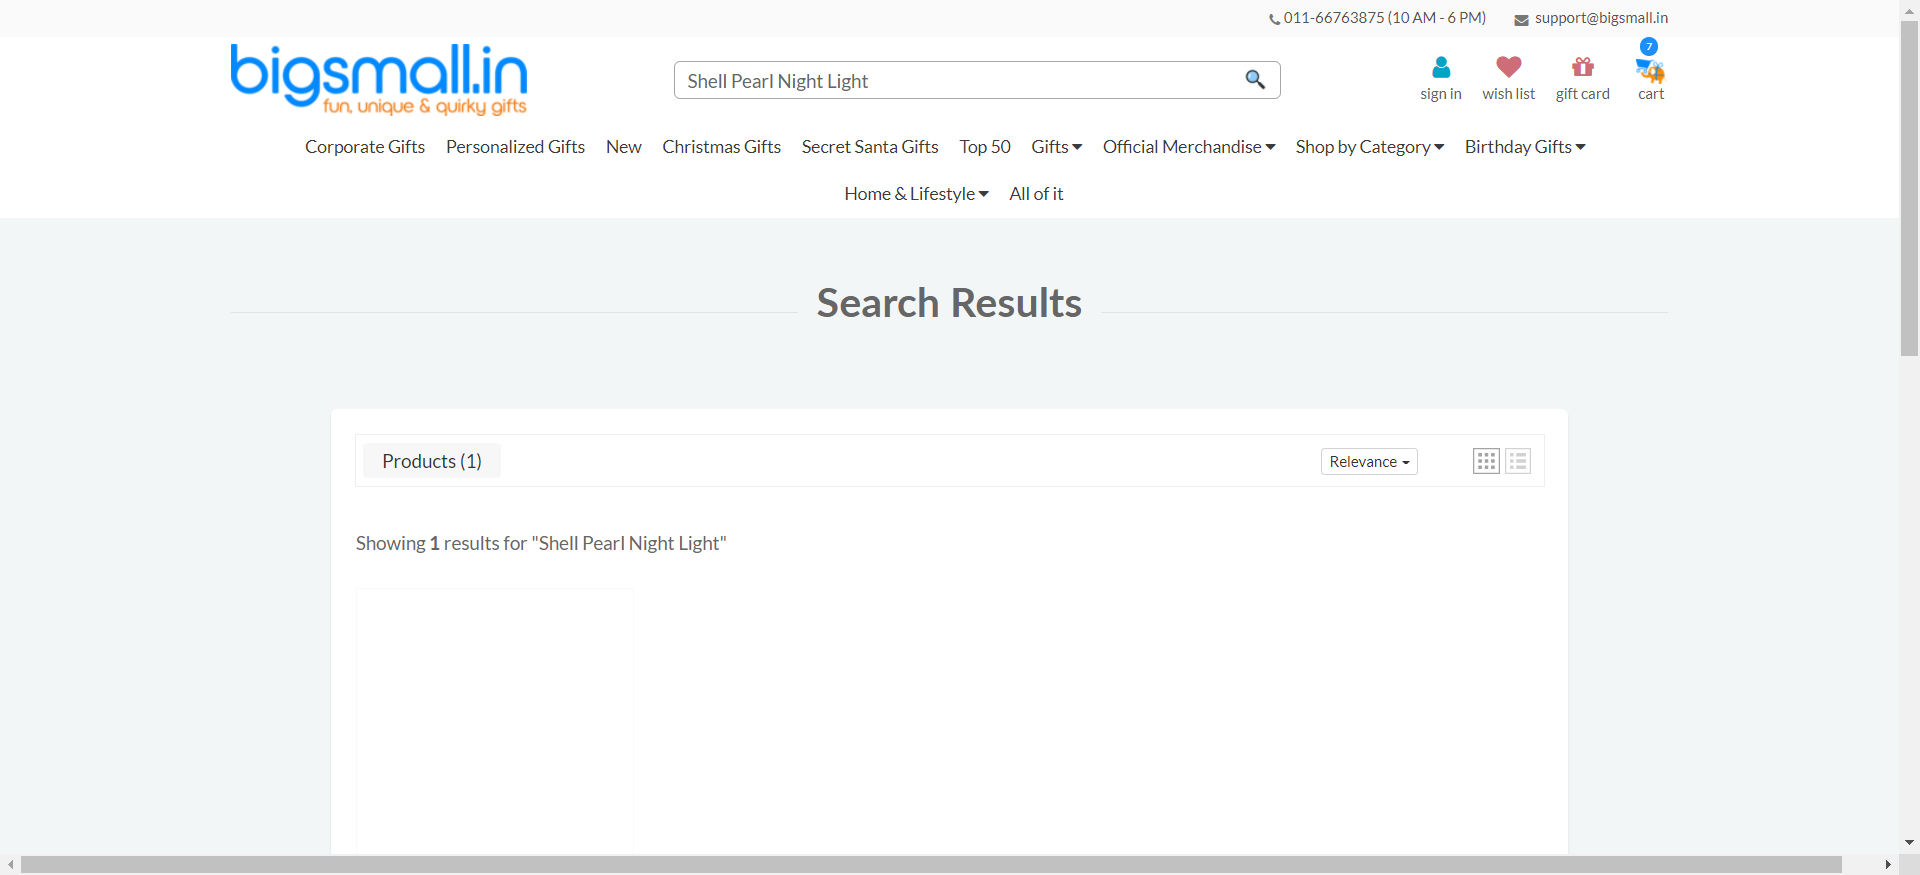 011-66763875 (10 AM - 6 PM) support@bigsmall.in
bigsmall.in
fun, unique & quirky gifts
Shell Pearl Night Light
7
sign in wish list gift card cart
Corporate Gifts Personalized Gifts New Christmas Gifts Secret Santa Gifts Top 50 Gifts Official Merchandise Shop by Category Birthday Gifts
Home & Lifestyle All of it
Search Results
Products (1) Relevance
Showing 1 results for "Shell Pearl Night Light"